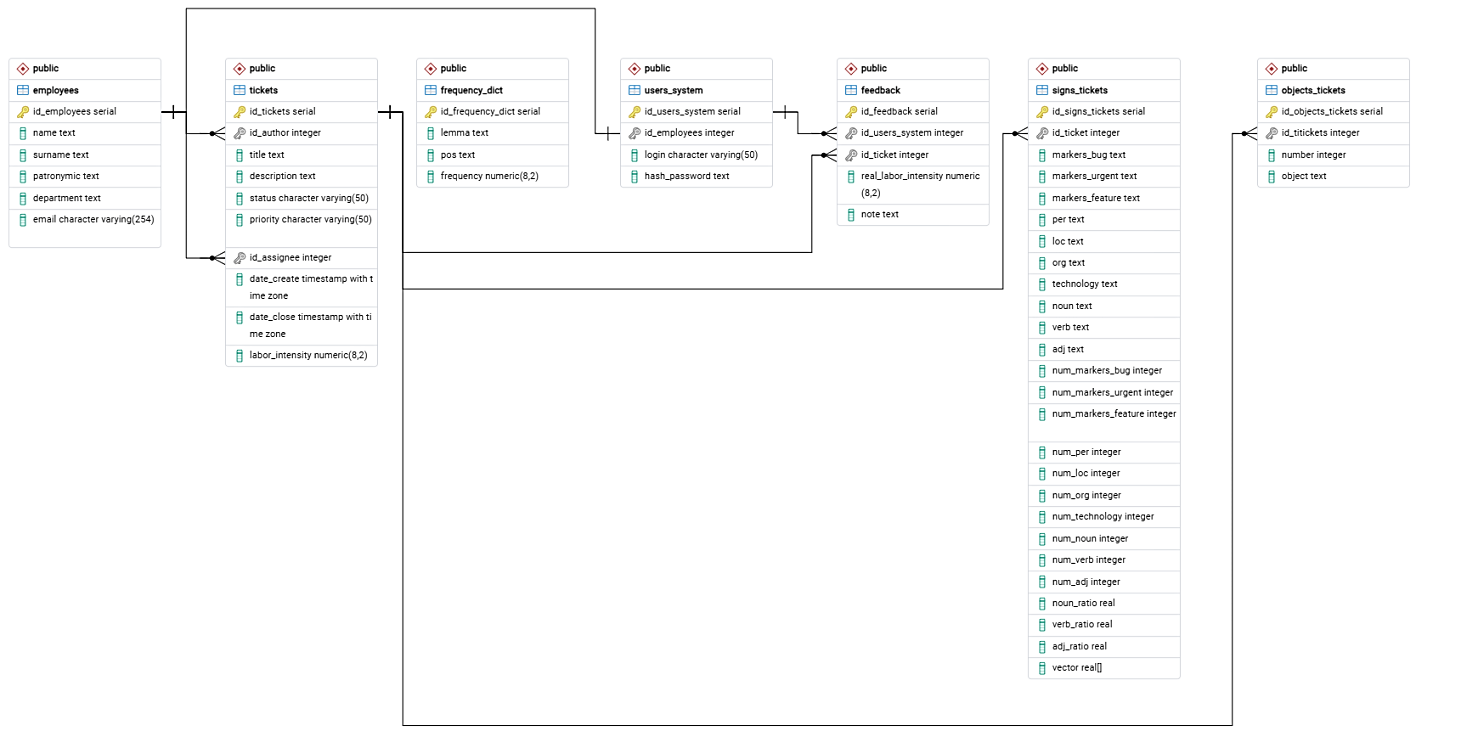 public
employees
id_employees serial
name text
surname text
patronymic text
department text
email character varying(254)
public
tickets
id_tickets serial
id_author integer
title text
description text
status character varying(50)
priority character varying(50)
id_assignee integer
date_create timestamp with t
ime zone
date_close timestamp with ti
me zone
labor_intensity numeric(8,2)
public
frequency_dict
id_frequency_dict serial
lemma text
pos text
frequency numeric(8,2)
public
users_system
id_users_system serial
id_employees integer
login character varying(50)
hash_password text
public
feedback
id_feedback serial
id_users_system integer
id_ticket integer
real_labor_intensity numeric
(8,2)
note text
public
signs_tickets
id_signs_tickets serial
id_ticket integer
markers_bug text
markers_urgent text
markers_feature text
per text
loc text
org text
technology text
noun text
verb text
adj text
num_markers_bug integer
num_markers_urgent integer
num_markers_feature integer
num_per integer
num_loc integer
num_org integer
num_technology integer
num_noun integer
num_verb integer
num_adj integer
noun_ratio real
verb_ratio real
adj_ratio real
vector real[]
public
objects_tickets
id_objects_tickets serial
id_titickets integer
number integer
object text